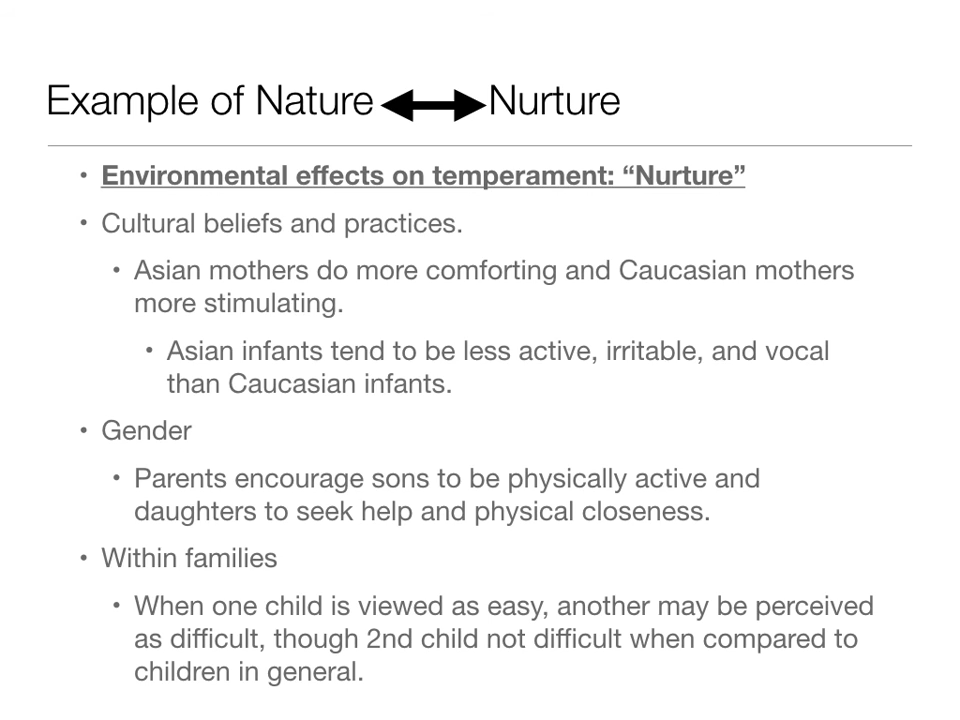 Example of Nature Nurture
• Environmental effects on temperament: “Nurture”
• Cultural beliefs and practices.
• Asian mothers do more comforting and Caucasian mothers
more stimulating.
• Asian infants tend to be less active, irritable, and vocal
than Caucasian infants.
• Gender
• Parents encourage sons to be physically active and
daughters to seek help and physical closeness.
• Within families
• When one child is viewed as easy, another may be perceived
as difficult, though 2nd child not difficult when compared to
children in general.